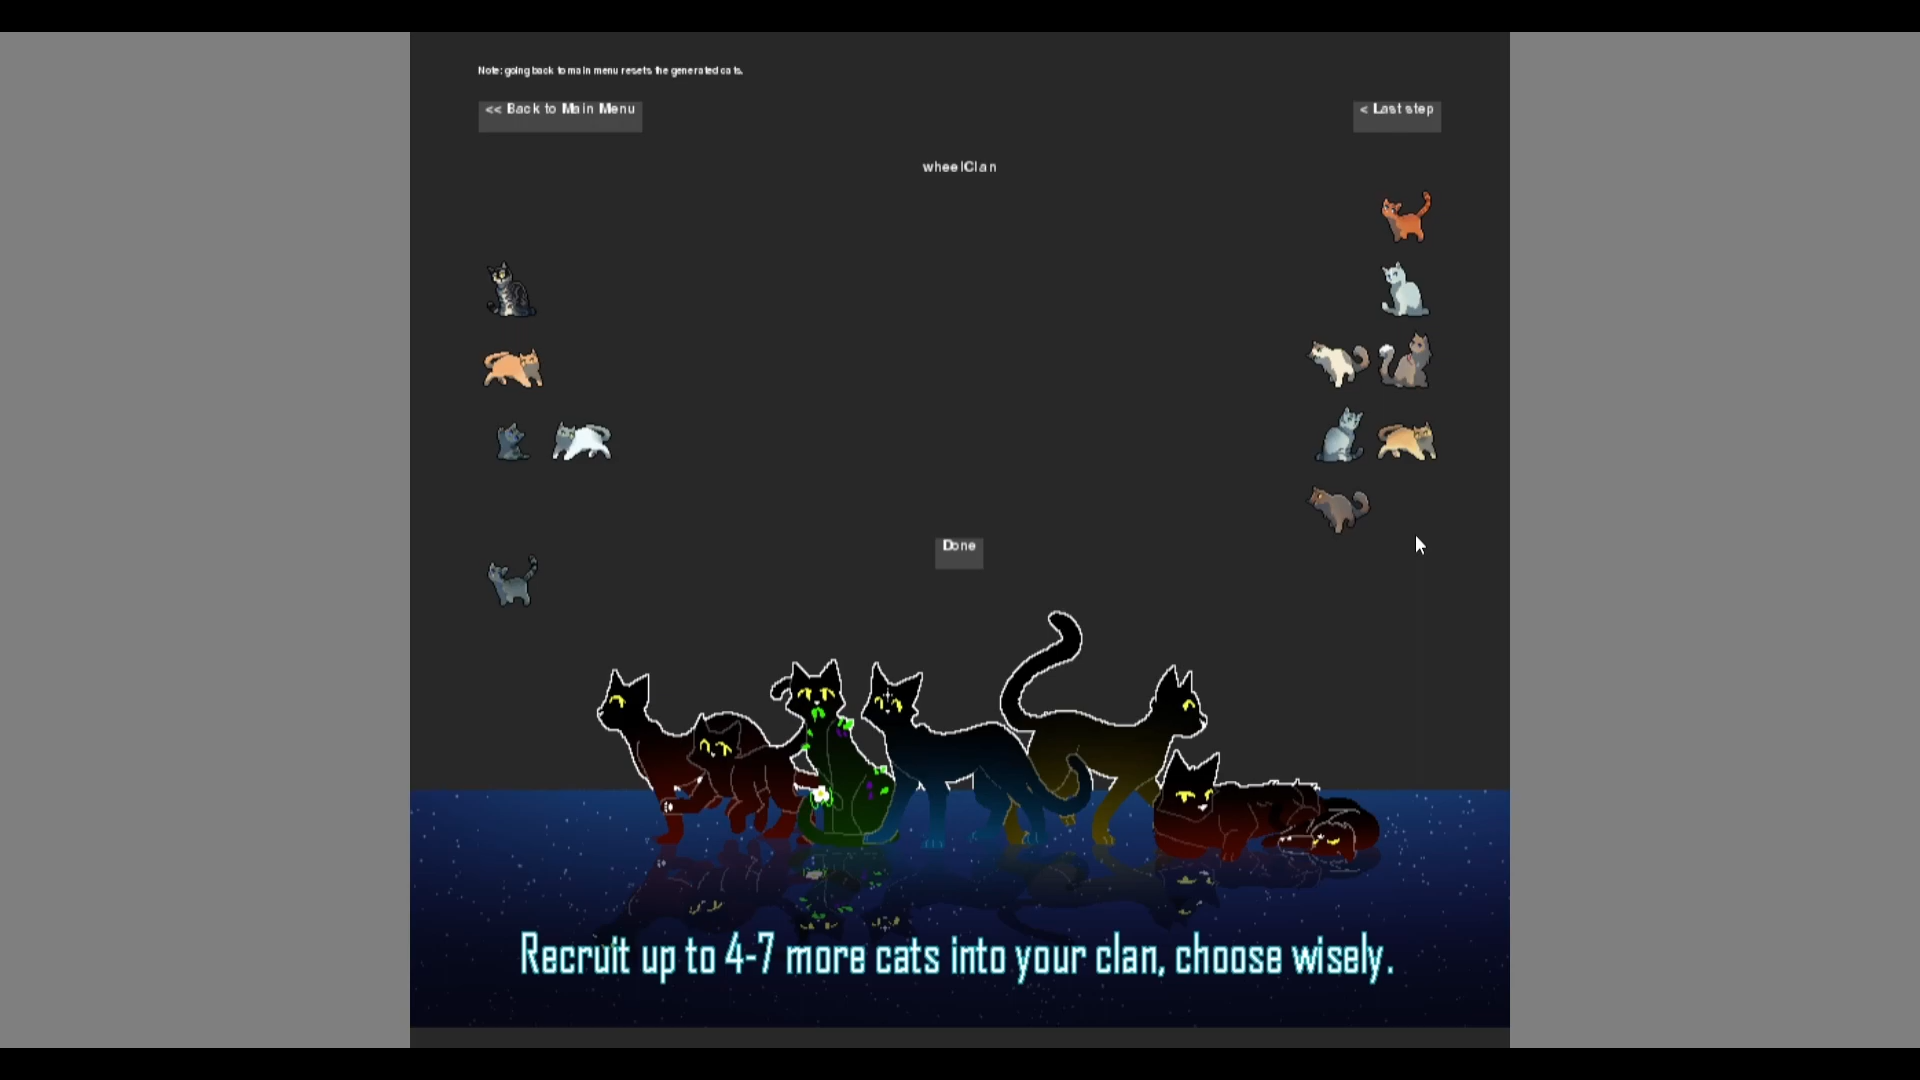 Note: going back to main menu resets the generated cats.
<< Back to Main Menu
< Last step
wheelClan
Done
Recruit up to 4-7 more cats into your clan, choose wisely.